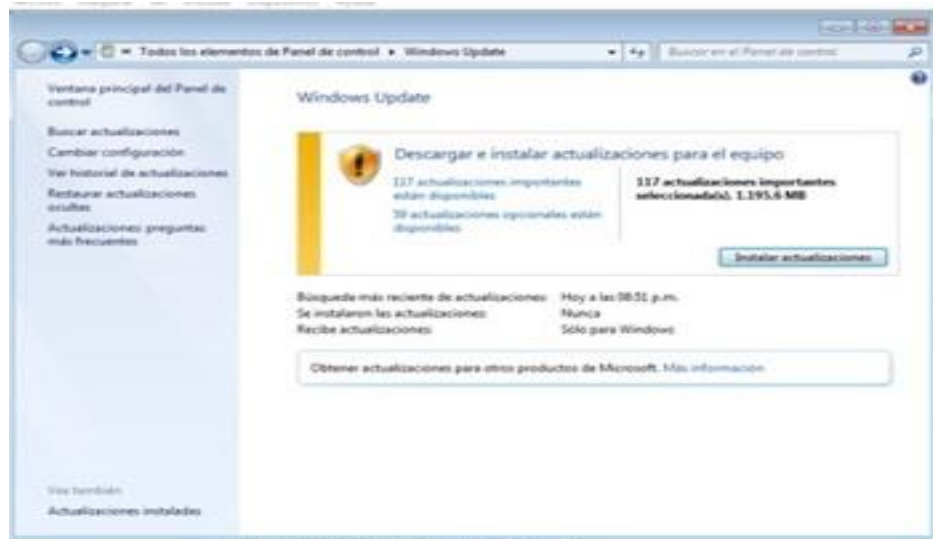 Todos los elementos de Panel de control ▸ Windows Update
Buscar en el Panel de control
Ventana principal del Panel de
control
Buscar actualizaciones
Cambiar configuración
Ver historial de actualizaciones
Restaurar actualizaciones
ocultas
Actualizaciones: preguntas
más frecuentes
Windows Update
Descargar e instalar actualizaciones para el equipo
117 actualizaciones importantes
están disponibles
117 actualizaciones importantes
seleccionada(s), 1.195,6 MB
actualizaciones opcionales están
disponibles
Instalar actualizaciones
Búsqueda más reciente de actualizaciones: Hoy a las 08:51 p.m.
Se instalaron las actualizaciones: Nunca
Recibe actualizaciones: Sólo para Windows
Obtener actualizaciones para otros productos de Microsoft. Más información
Vea también
Actualizaciones instaladas